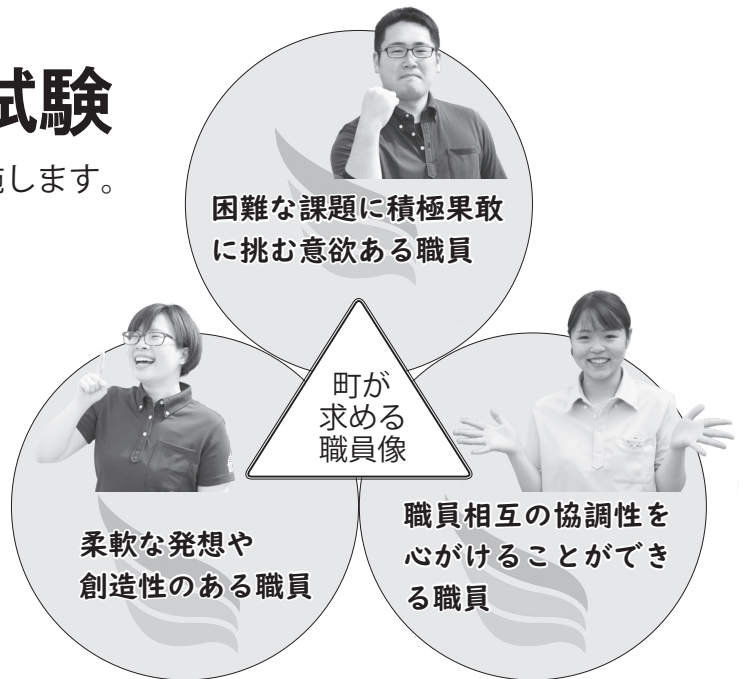 試験
施します。
困難な課題に積極果敢
に挑む意欲ある職員
町が
求める
職員像
柔軟な発想や
創造性のある職員
職員相互の協調性を
心がけることができ
る職員